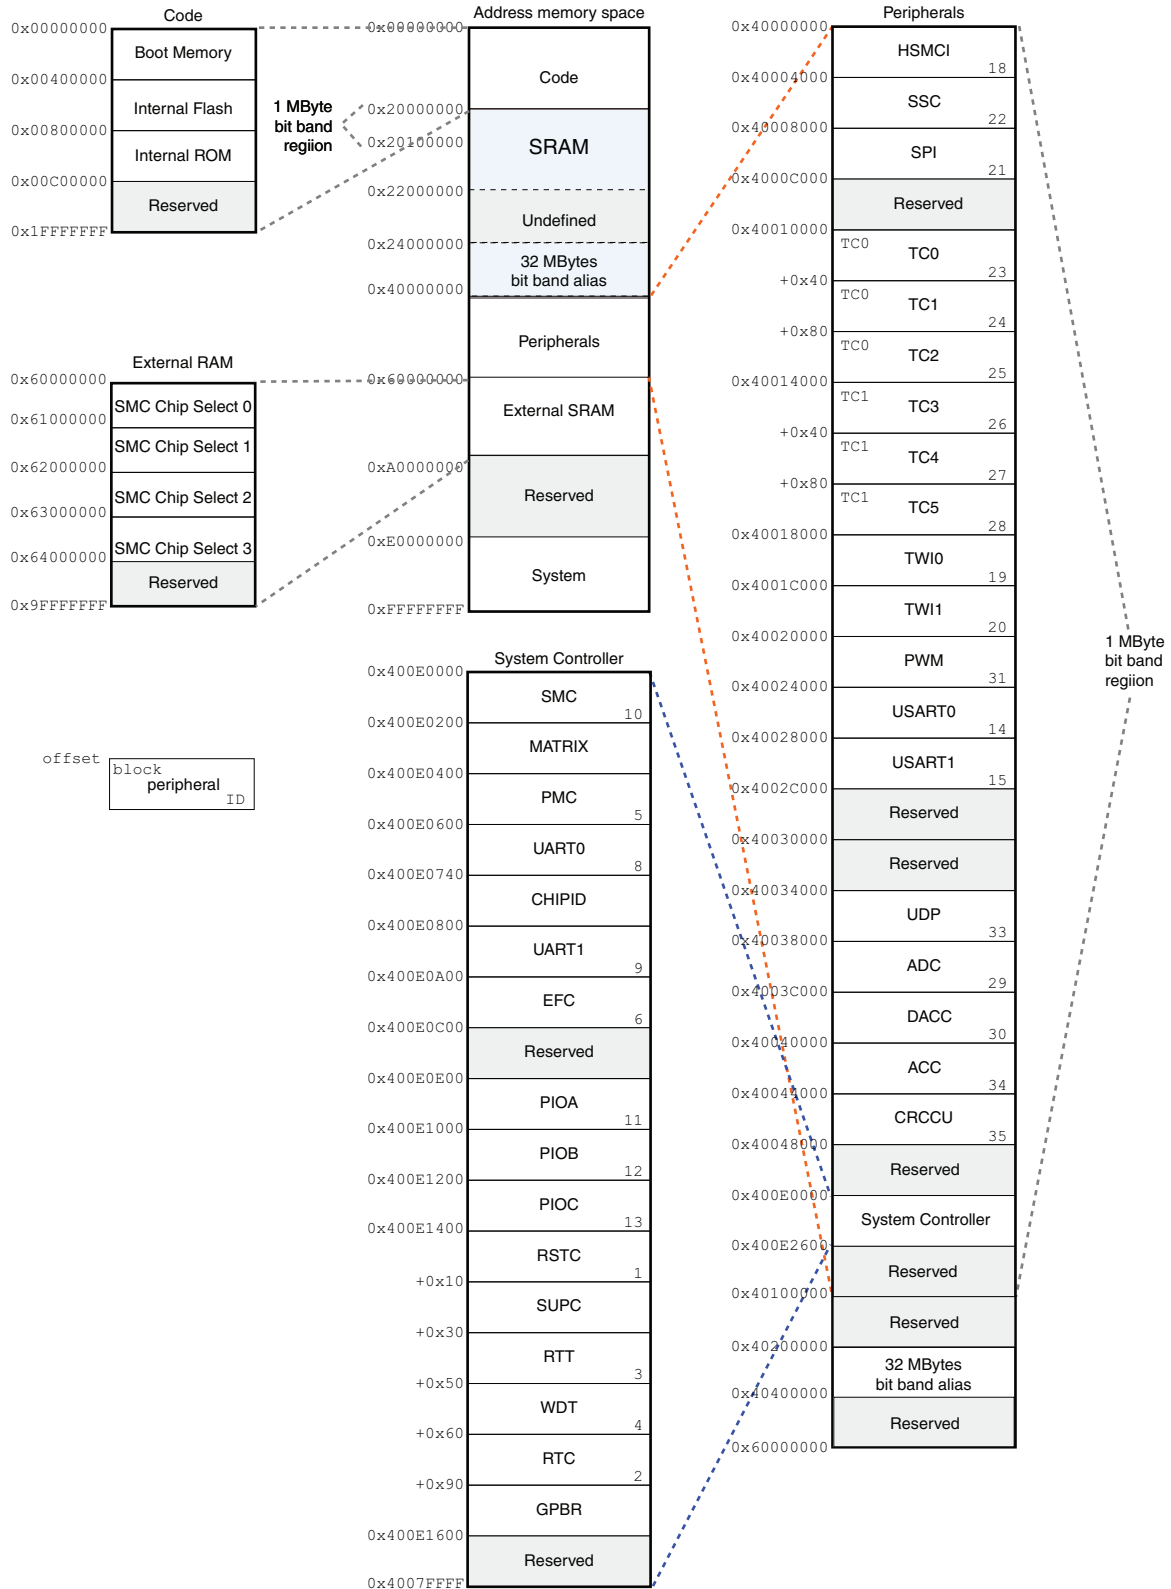 Code
0x00000000
Boot Memory
0x00400000
Internal Flash
0x00800000
Internal ROM
0x00C00000
Reserved
0x1FFFFFFF
1 MByte
bit band
regiion
Address memory space
0x00000000
Code
0x20000000
0x20100000
SRAM
0x22000000
Undefined
0x24000000
32 MBytes
bit band alias
0x40000000
Peripherals
0x60000000
External SRAM
0xA0000000
Reserved
0xE0000000
System
0xFFFFFFFF
External RAM
0x60000000
SMC Chip Select 0
0x61000000
SMC Chip Select 1
0x62000000
SMC Chip Select 2
0x63000000
SMC Chip Select 3
0x64000000
Reserved
0x9FFFFFFF
offset
block
peripheral
ID
System Controller
0x400E0000
SMC
10
0x400E0200
MATRIX
0x400E0400
PMC
5
0x400E0600
UART0
8
0x400E0740
CHIPID
0x400E0800
UART1
9
0x400E0A00
EFC
6
0x400E0C00
Reserved
0x400E0E00
PIOA
11
0x400E1000
PIOB
12
0x400E1200
PIOC
13
0x400E1400
RSTC
1
+0x10
SUPC
+0x30
RTT
3
+0x50
WDT
4
+0x60
RTC
2
+0x90
GPBR
0x400E1600
Reserved
0x4007FFFF
Peripherals
0x40000000
HSMCI
18
0x40004000
SSC
22
0x40008000
SPI
21
0x4000C000
Reserved
0x40010000
TC0
TC0
23
+0x40
TC0
TC1
24
+0x80
TC0
TC2
25
0x40014000
TC1
TC3
26
+0x40
TC1
TC4
27
+0x80
TC1
TC5
28
0x40018000
TWI0
19
0x4001C000
TWI1
20
0x40020000
PWM
31
0x40024000
USART0
14
0x40028000
USART1
15
0x4002C000
Reserved
0x40030000
Reserved
0x40034000
UDP
33
0x40038000
ADC
29
0x4003C000
DACC
30
0x40040000
ACC
34
0x40044000
CRCCU
35
0x40048000
Reserved
0x400E0000
System Controller
0x400E2600
Reserved
0x40100000
Reserved
0x40200000
32 MBytes
bit band alias
0x40400000
Reserved
0x60000000
1 MByte
bit band
regiion